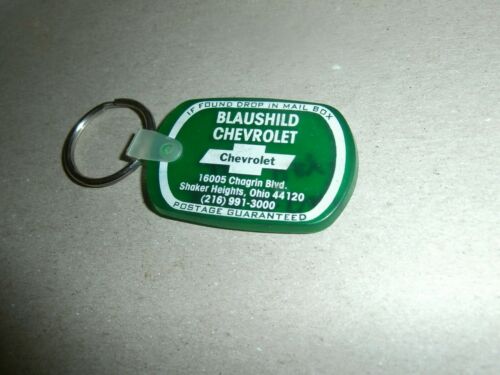 IF FOUND DROP IN MAIL BOX
BLAUSHILD
CHEVROLET
Chevrolet
16005 Chagrin Blvd.
Shaker Heights, Ohio 44120
(216) 991-3000
POSTAGE GUARANTEED